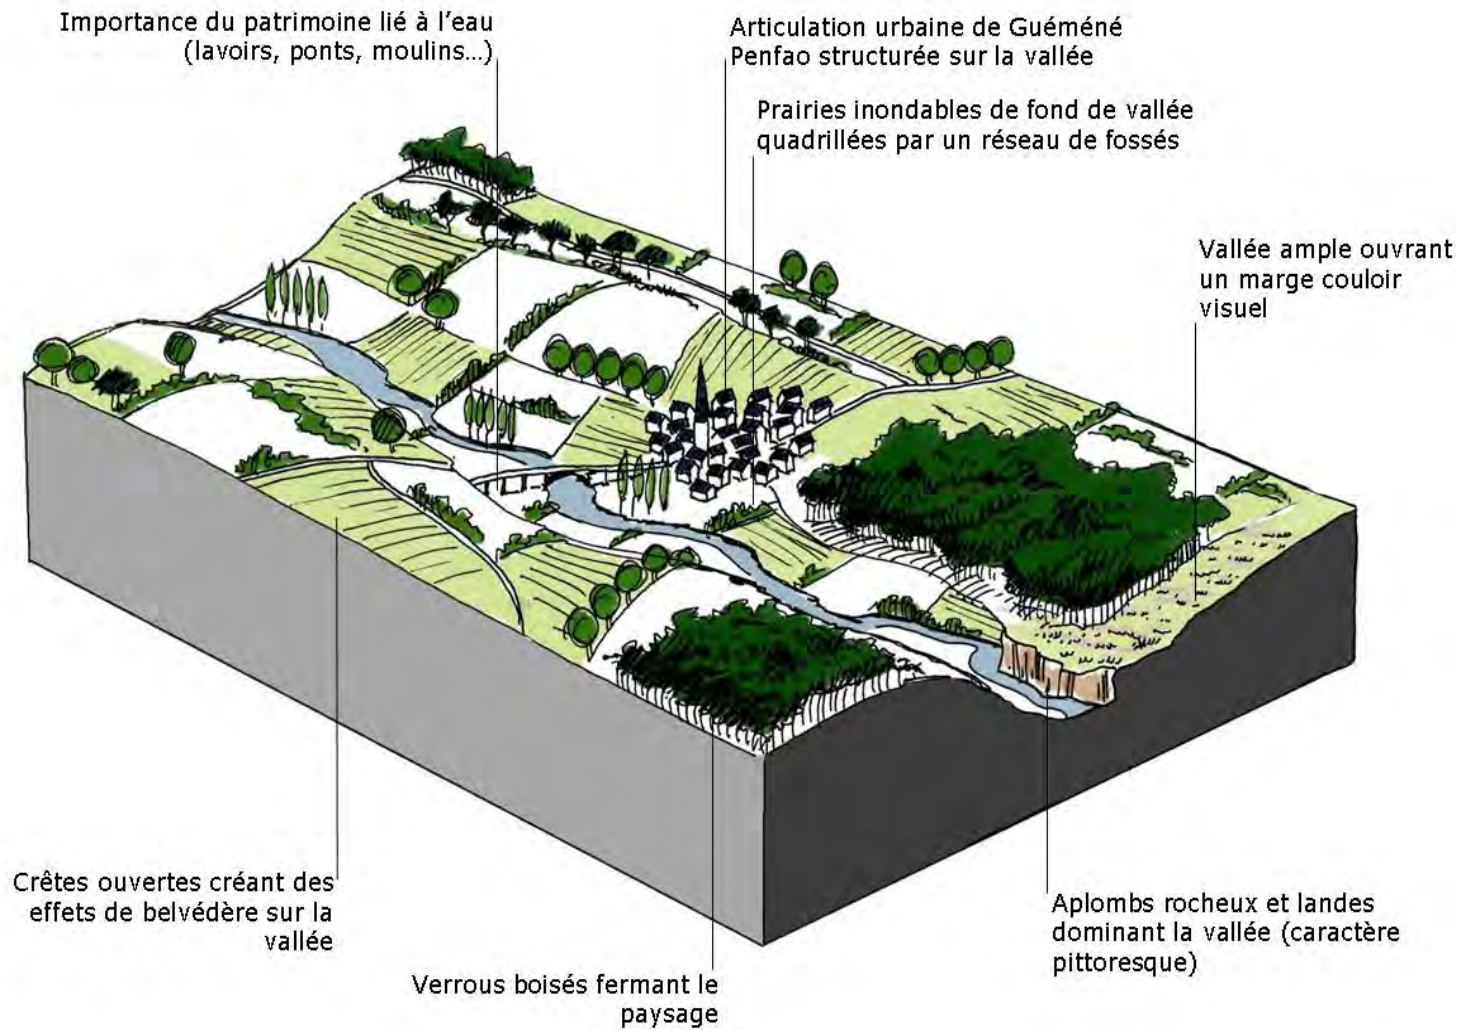 Importance du patrimoine lié à l'eau
(lavoirs, ponts, moulins...)
Articulation urbaine de Guéméné
Penfao structurée sur la vallée
Prairies inondables de fond de vallée
quadrillées par un réseau de fossés
Vallée ample ouvrant
un marge couloir
visuel
Crêtes ouvertes créant des
effets de belvédère sur la
vallée
Verrous boisés fermant le
paysage
Aplombs rocheux et landes
dominant la vallée (caractère
pittoresque)